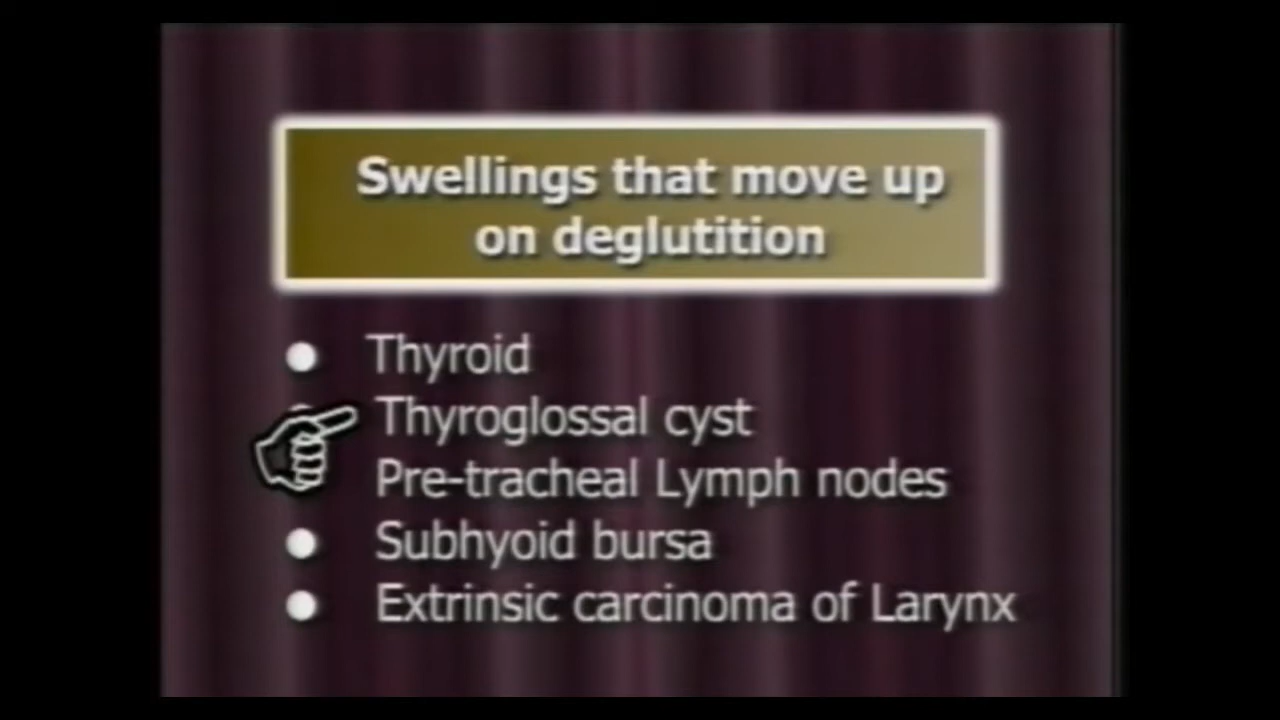 Swellings that move up
on deglutition
Thyroid
Thyroglossal cyst
Pre-tracheal Lymph nodes
Subhyoid bursa
Extrinsic carcinoma of Larynx